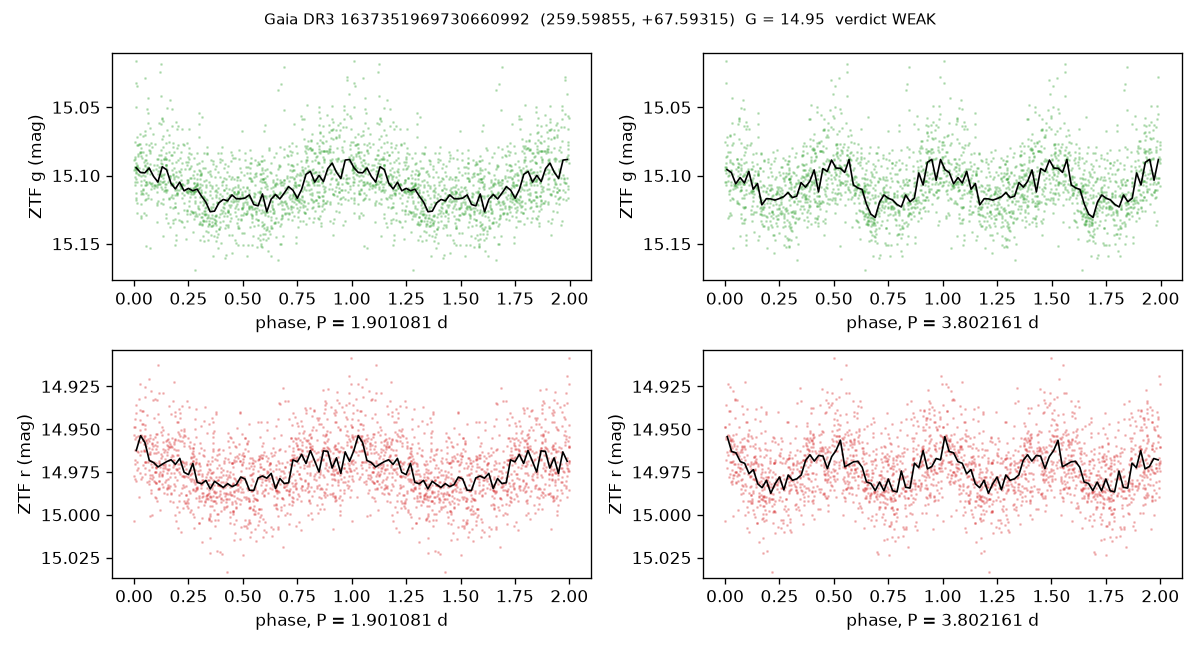 Gaia DR3 1637351969730660992  (259.59855, +67.59315)  G = 14.95  verdict WEAK
ZTF g (mag)
15.05
15.10
15.15
0.00 0.25 0.50 0.75 1.00 1.25 1.50 1.75 2.00
phase, P = 1.901081 d
ZTF g (mag)
15.05
15.10
15.15
0.00 0.25 0.50 0.75 1.00 1.25 1.50 1.75 2.00
phase, P = 3.802161 d
ZTF r (mag)
14.925
14.950
14.975
15.000
15.025
0.00 0.25 0.50 0.75 1.00 1.25 1.50 1.75 2.00
phase, P = 1.901081 d
ZTF r (mag)
14.925
14.950
14.975
15.000
15.025
0.00 0.25 0.50 0.75 1.00 1.25 1.50 1.75 2.00
phase, P = 3.802161 d